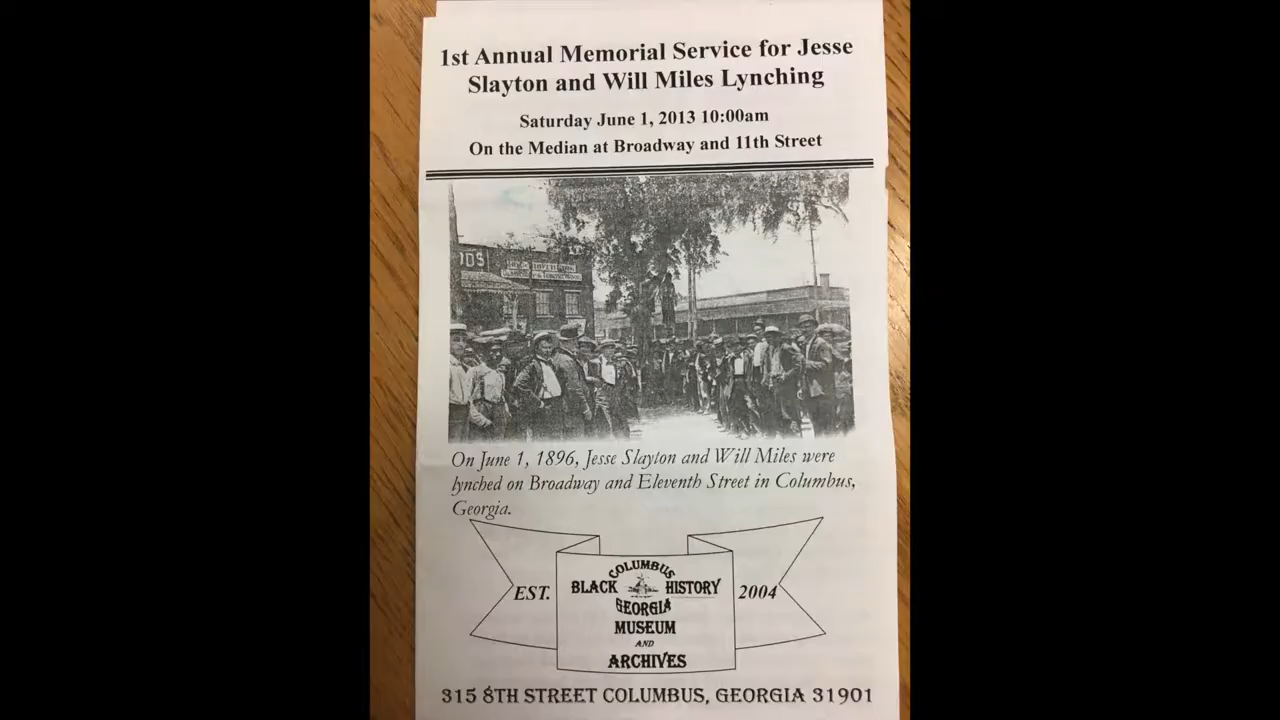 1st Annual Memorial Service for Jesse
Slayton and Will Miles Lynching
Saturday June 1, 2013 10:00am
On the Median at Broadway and 11th Street
On June 1, 1896, Jesse Slayton and Will Miles were
lynched on Broadway and Eleventh Street in Columbus,
Georgia.
COLUMBUS
EST. BLACK HISTORY 2004
GEORGIA
MUSEUM
AND
ARCHIVES
315 8TH STREET COLUMBUS, GEORGIA 31901